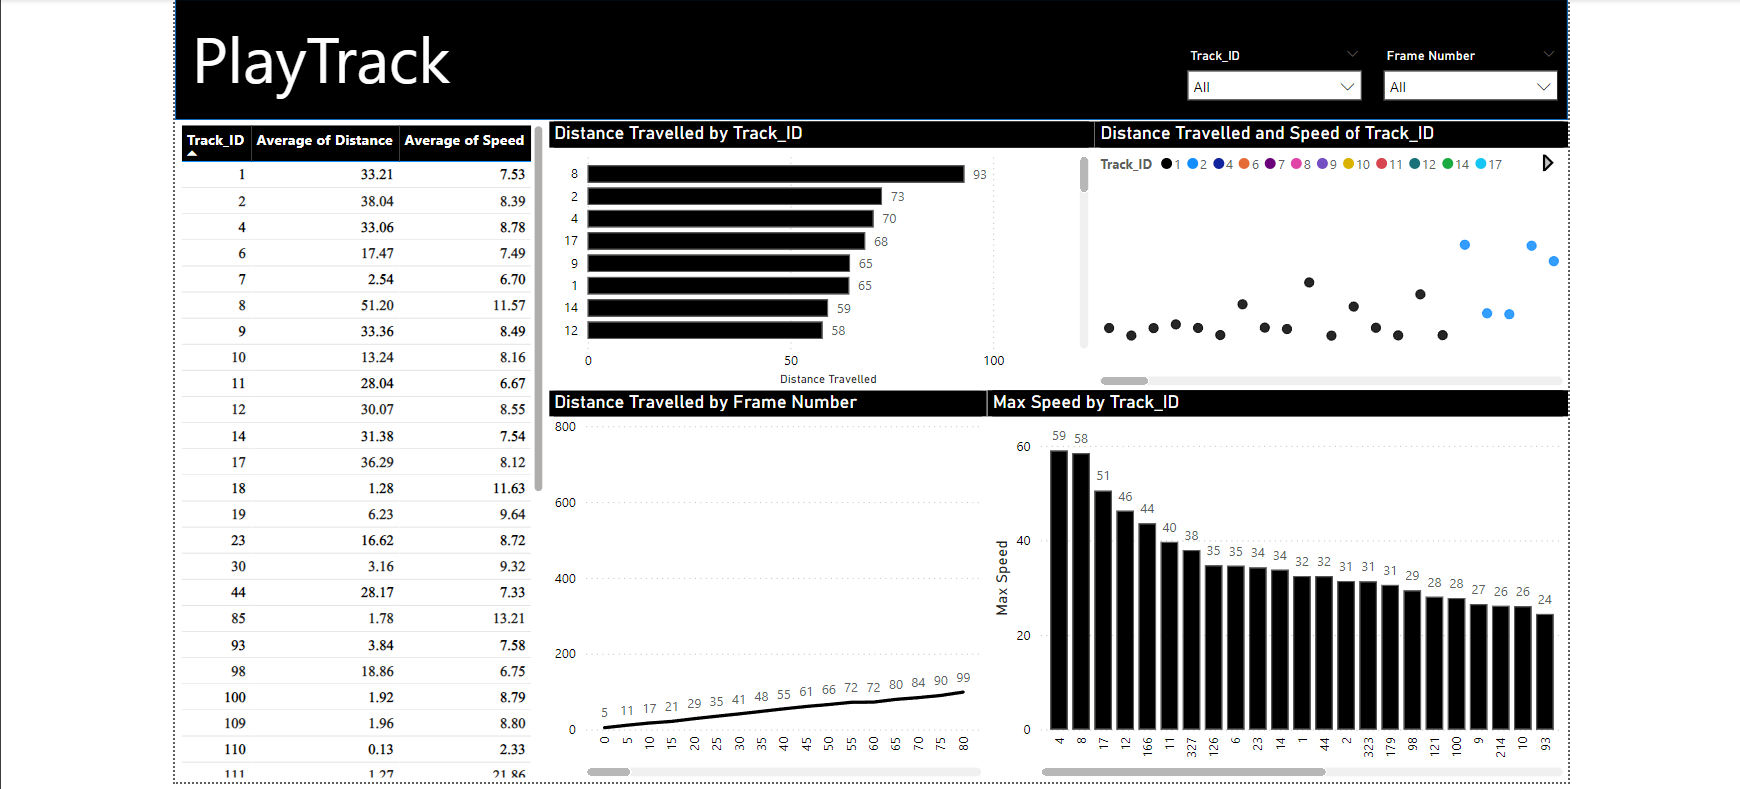 PlayTrack
Track_ID
Frame Number
All
All
Track_ID Average of Distance Average of Speed
1 33.21 7.53
2 38.04 8.39
4 33.06 8.78
6 17.47 7.49
7 2.54 6.70
8 51.20 11.57
9 33.36 8.49
10 13.24 8.16
11 28.04 6.67
12 30.07 8.55
14 31.38 7.54
17 36.29 8.12
18 1.28 11.63
19 6.23 9.64
23 16.62 8.72
30 3.16 9.32
44 28.17 7.33
85 1.78 13.21
93 3.84 7.58
98 18.86 6.75
100 1.92 8.79
109 1.96 8.80
110 0.13 2.33
111 1.27 21.86
Distance Travelled by Track_ID
8 93
2 73
4 70
17 68
9 65
1 65
14 59
12 58
0 50 100
Distance Travelled
Distance Travelled and Speed of Track_ID
Track_ID 1 2 4 6 7 8 9 10 11 12 14 17
Distance Travelled by Frame Number
800
600
400
200
0
5 11 17 21 29 35 41 48 55 61 66 72 72 80 84 90 99
0 5 10 15 20 25 30 35 40 45 50 55 60 65 70 75 80
Max Speed by Track_ID
Max Speed
60
40
20
0
59 58 51 46 44 40 38 35 35 34 34 32 32 31 31 31 29 28 28 27 26 26 24
4 8 17 12 166 11 327 126 6 23 14 1 44 2 323 179 98 121 100 9 214 10 93